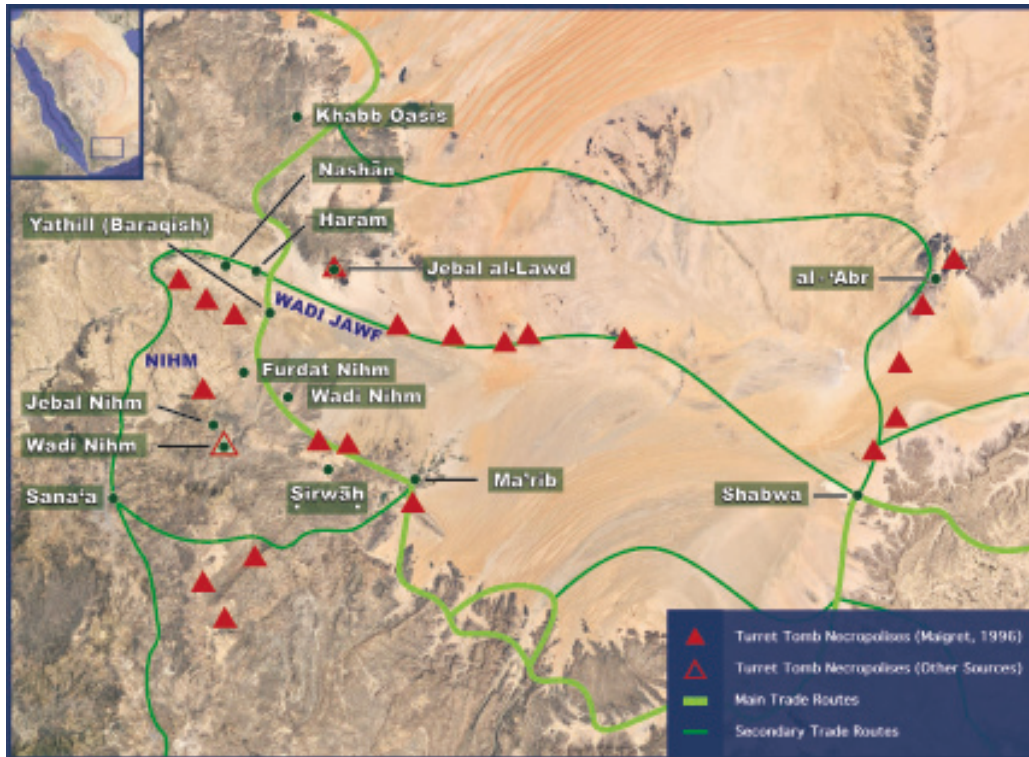 Khabb Oasis
Nashān
Haram
Yathill (Baraqish)
Jebal al-Lawd
al-‘Abr
WADI JAWF
NIHM
Furdat Nihm
Wadi Nihm
Jebal Nihm
Wadi Nihm
Sana‘a
Ṣirwāḥ
Ma’rib
Shabwa
Turret Tomb Necropolises (Maigret, 1996)
Turret Tomb Necropolises (Other Sources)
Main Trade Routes
Secondary Trade Routes